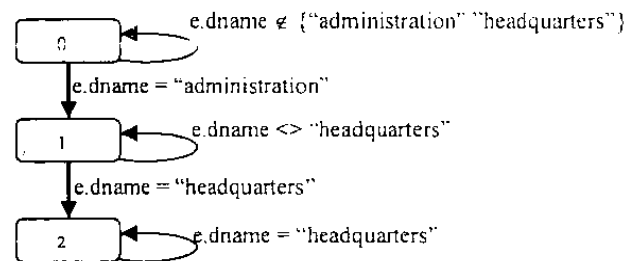 e.dname ∉ {“administration” “headquarters”}
0
e.dname = “administration”
1
e.dname <> “headquarters”
e.dname = “headquarters”
2
e.dname = “headquarters”